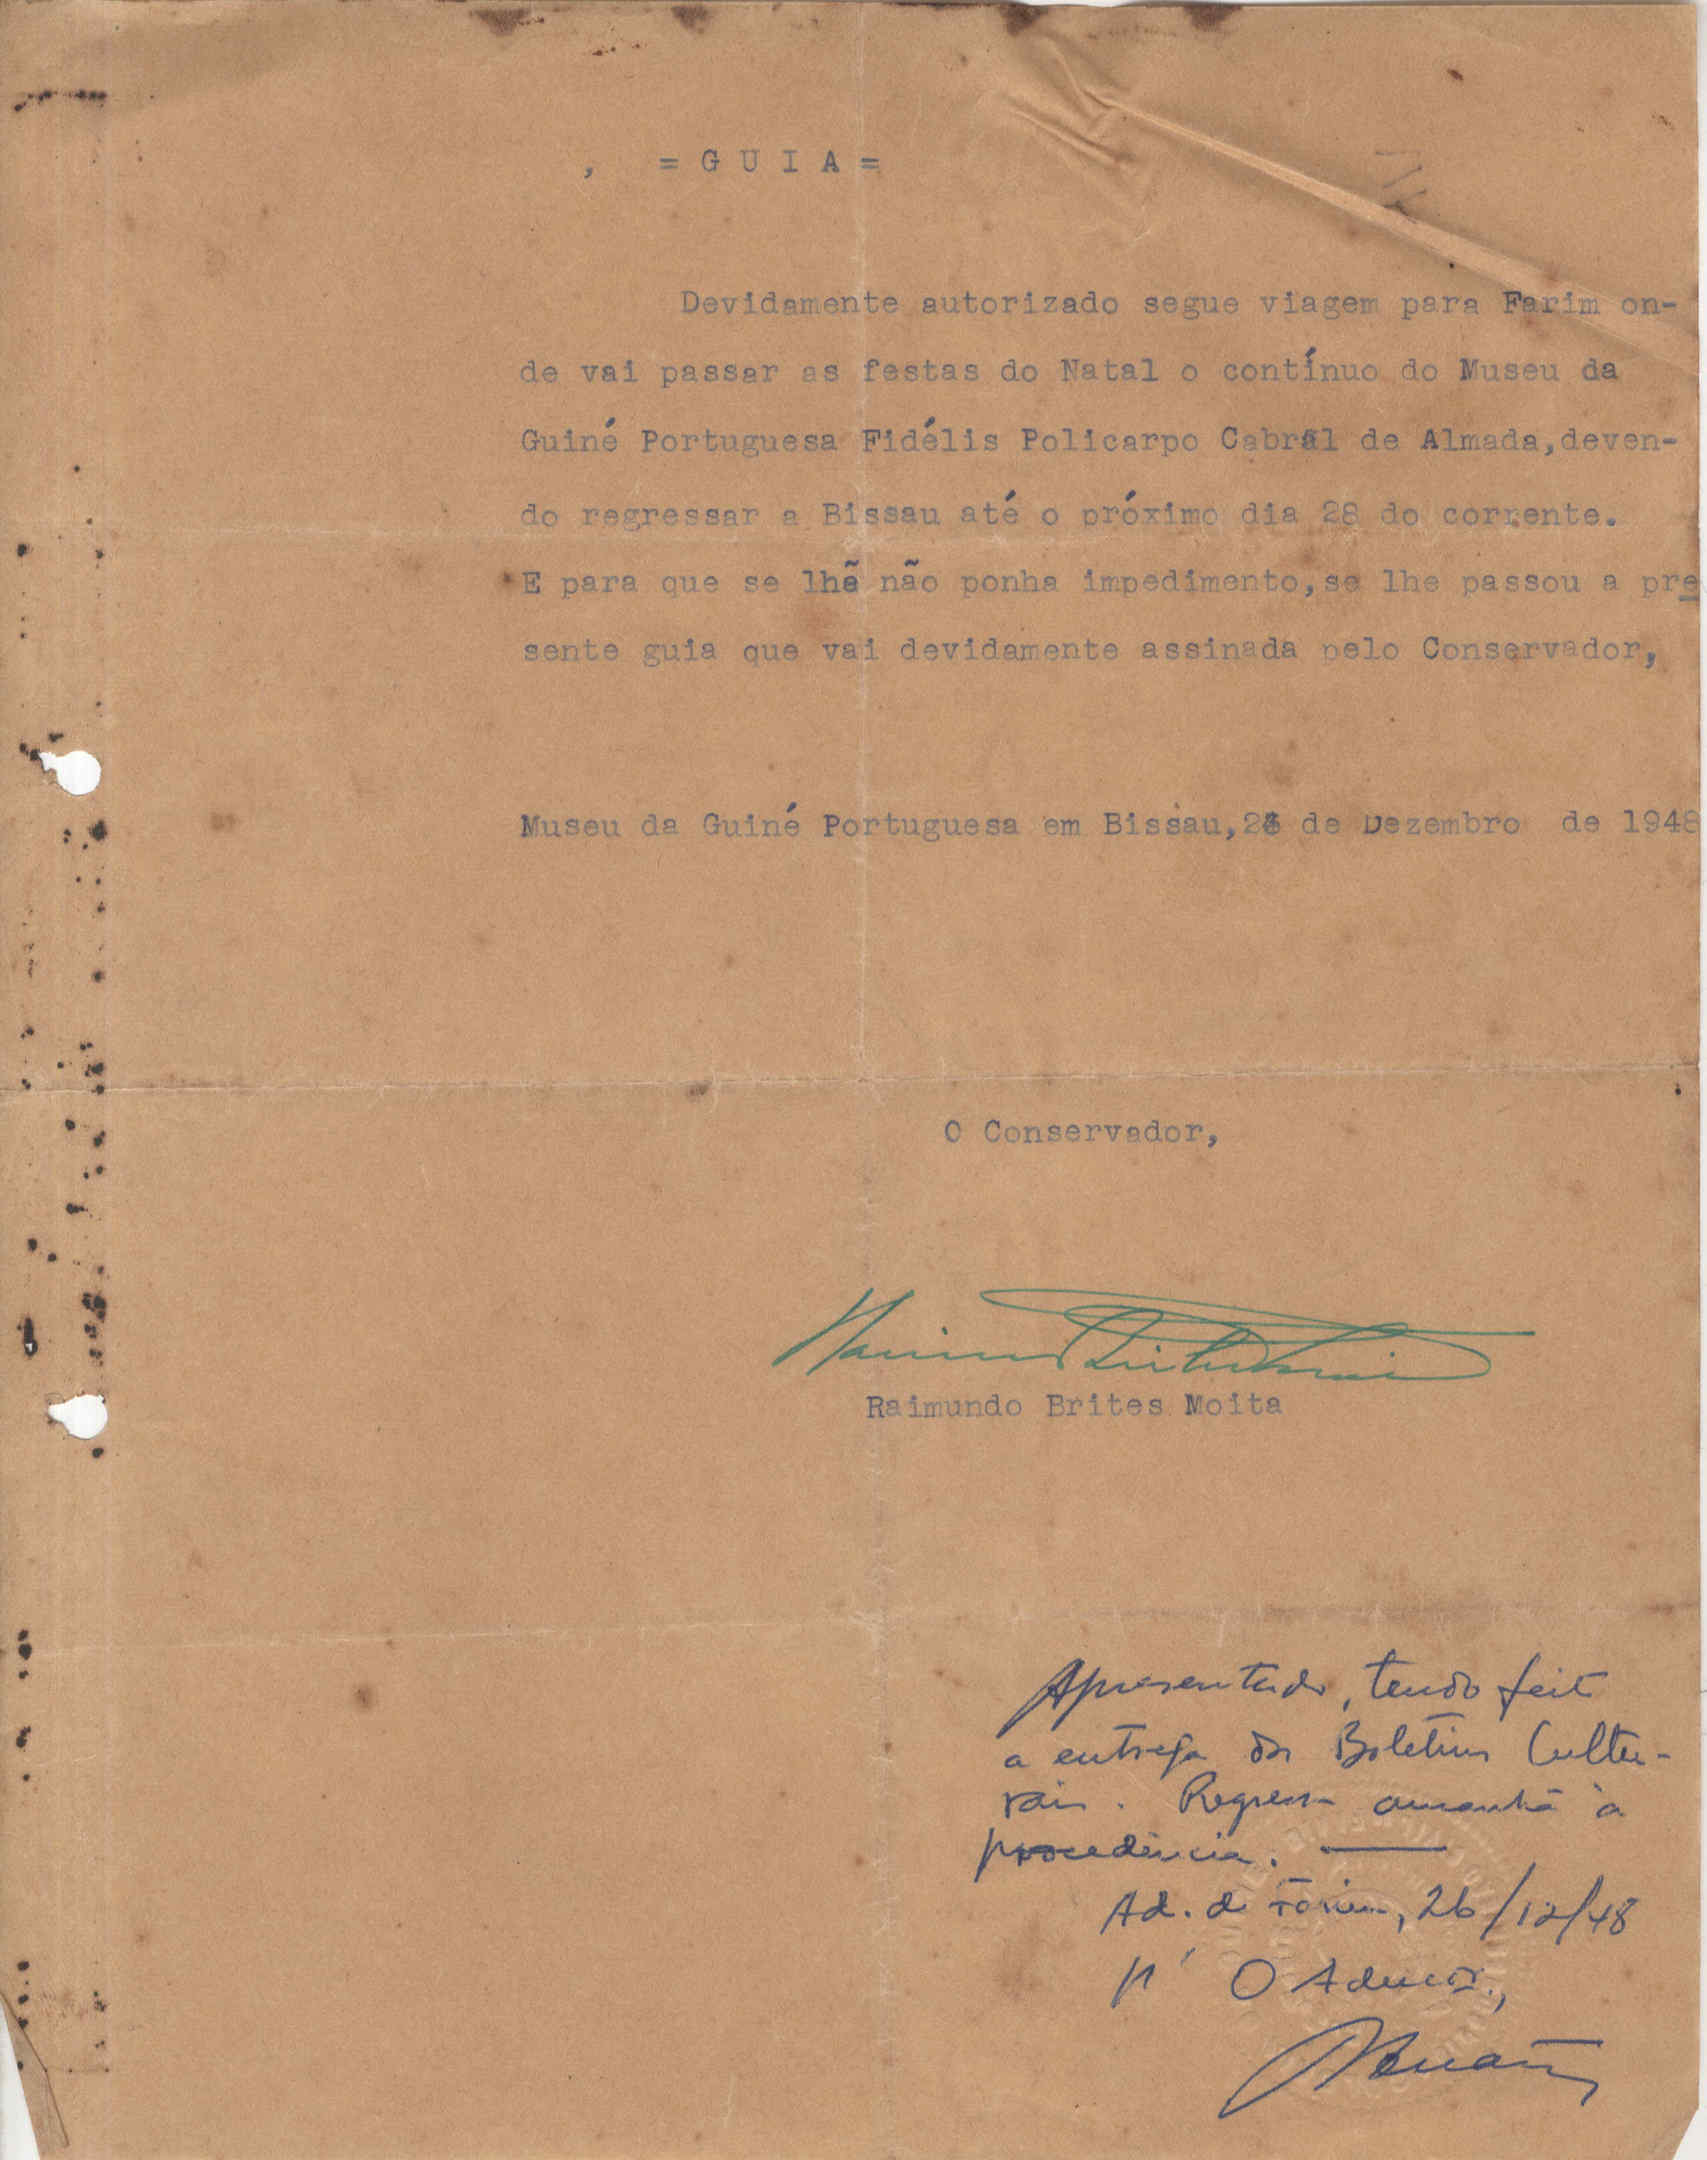 , = G U I A =
Devidamente autorizado segue viagem para Farim on-
de vai passar as festas do Natal o contínuo do Museu da
Guiné Portuguesa Fidélis Policarpo Cabral de Almada,deven-
do regressar a Bissau até o próximo dia 28 do corrente.
E para que se lhe não ponha impedimento,se lhe passou a pre
sente guia que vai devidamente assinada pelo Conservador,
Museu da Guiné Portuguesa em Bissau, de Dezembro de 1948
O Conservador,
Raimundo Brites Moita
Apresentado, tendo feito
a entrega dos Boletins Cultu-
rais. Regressa amanhã à
procedência.
Ad. de Farim, 26/12/48
p' O Admor.,